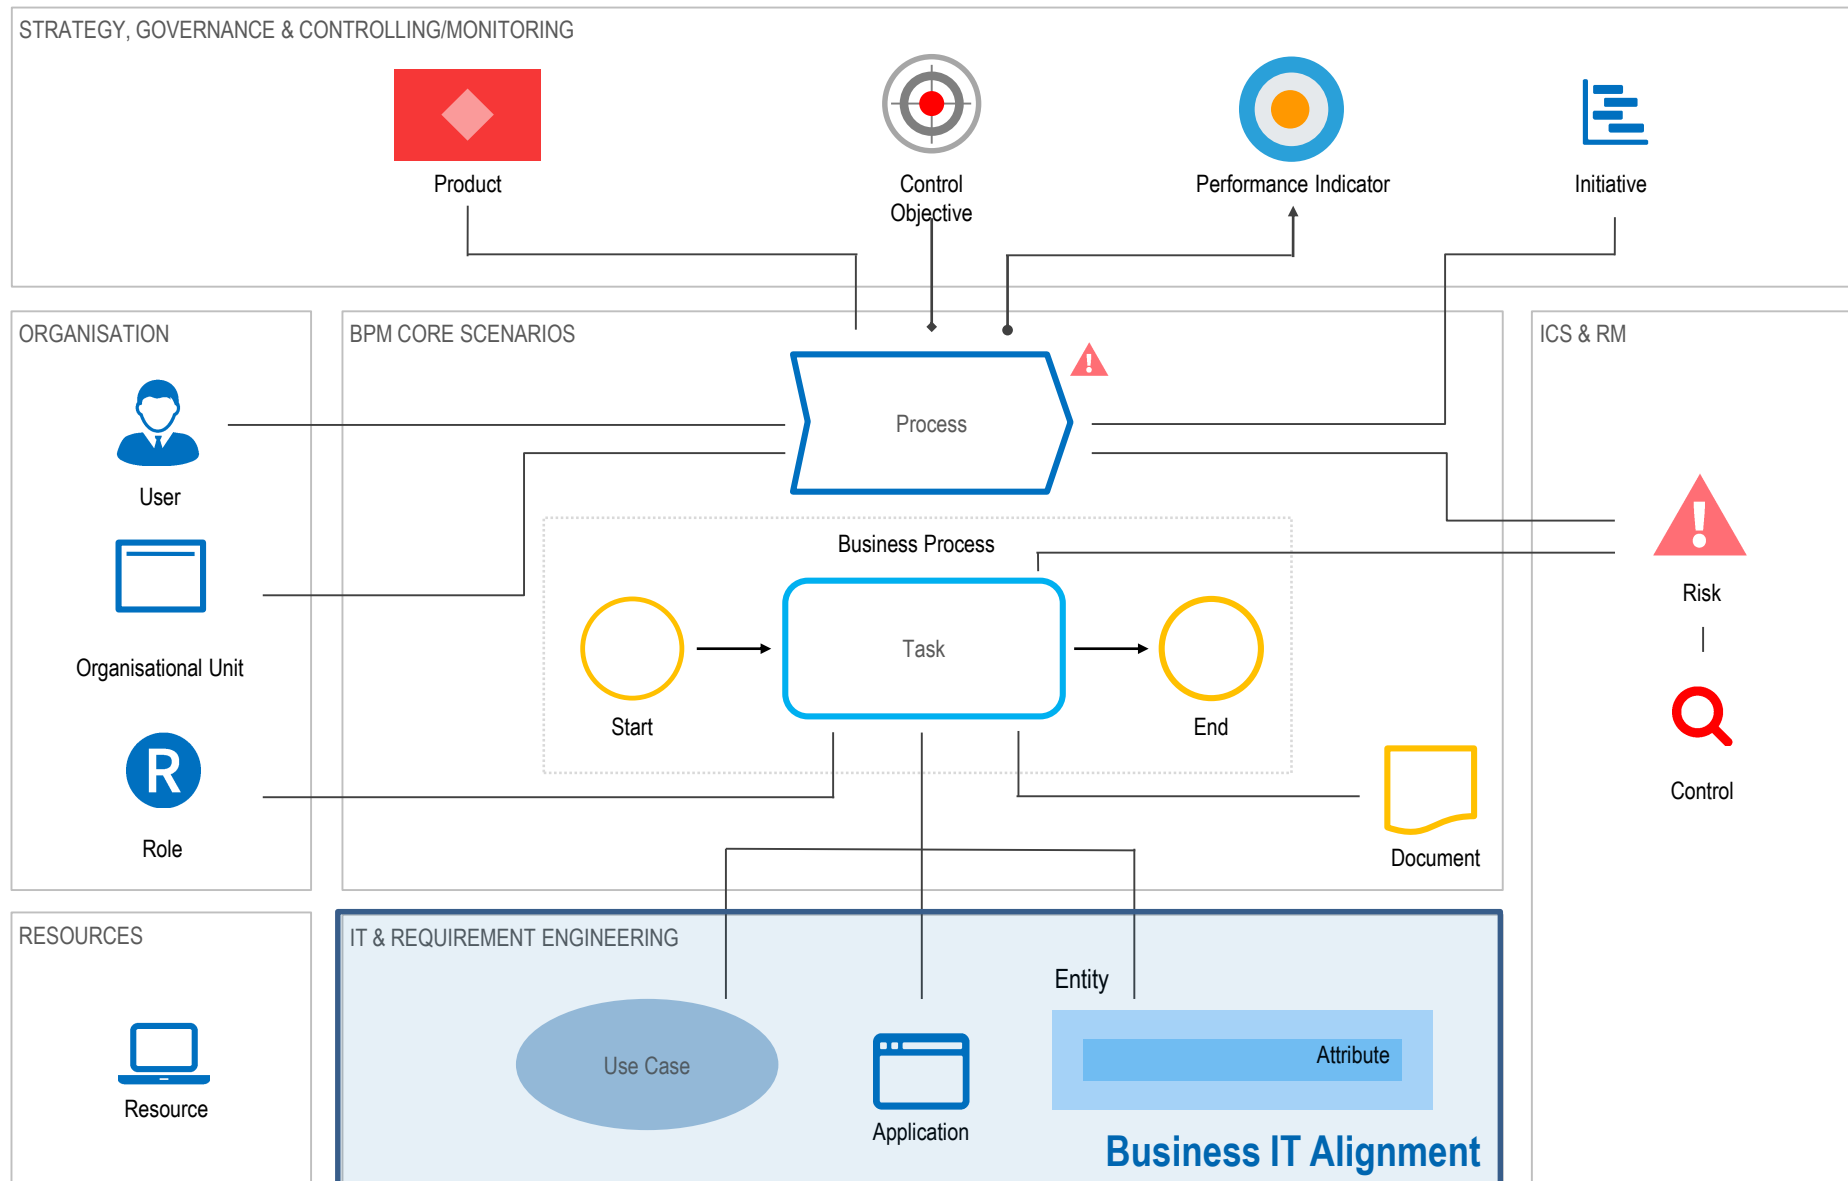 STRATEGY, GOVERNANCE & CONTROLLING/MONITORING
Product
Control
Objective
Performance Indicator
Initiative
ORGANISATION
User
Organisational Unit
R
Role
BPM CORE SCENARIOS
!
Process
Business Process
Start
Task
End
Document
ICS & RM
!
Risk
Control
RESOURCES
Resource
IT & REQUIREMENT ENGINEERING
Use Case
Application
Entity
Attribute
Business IT Alignment